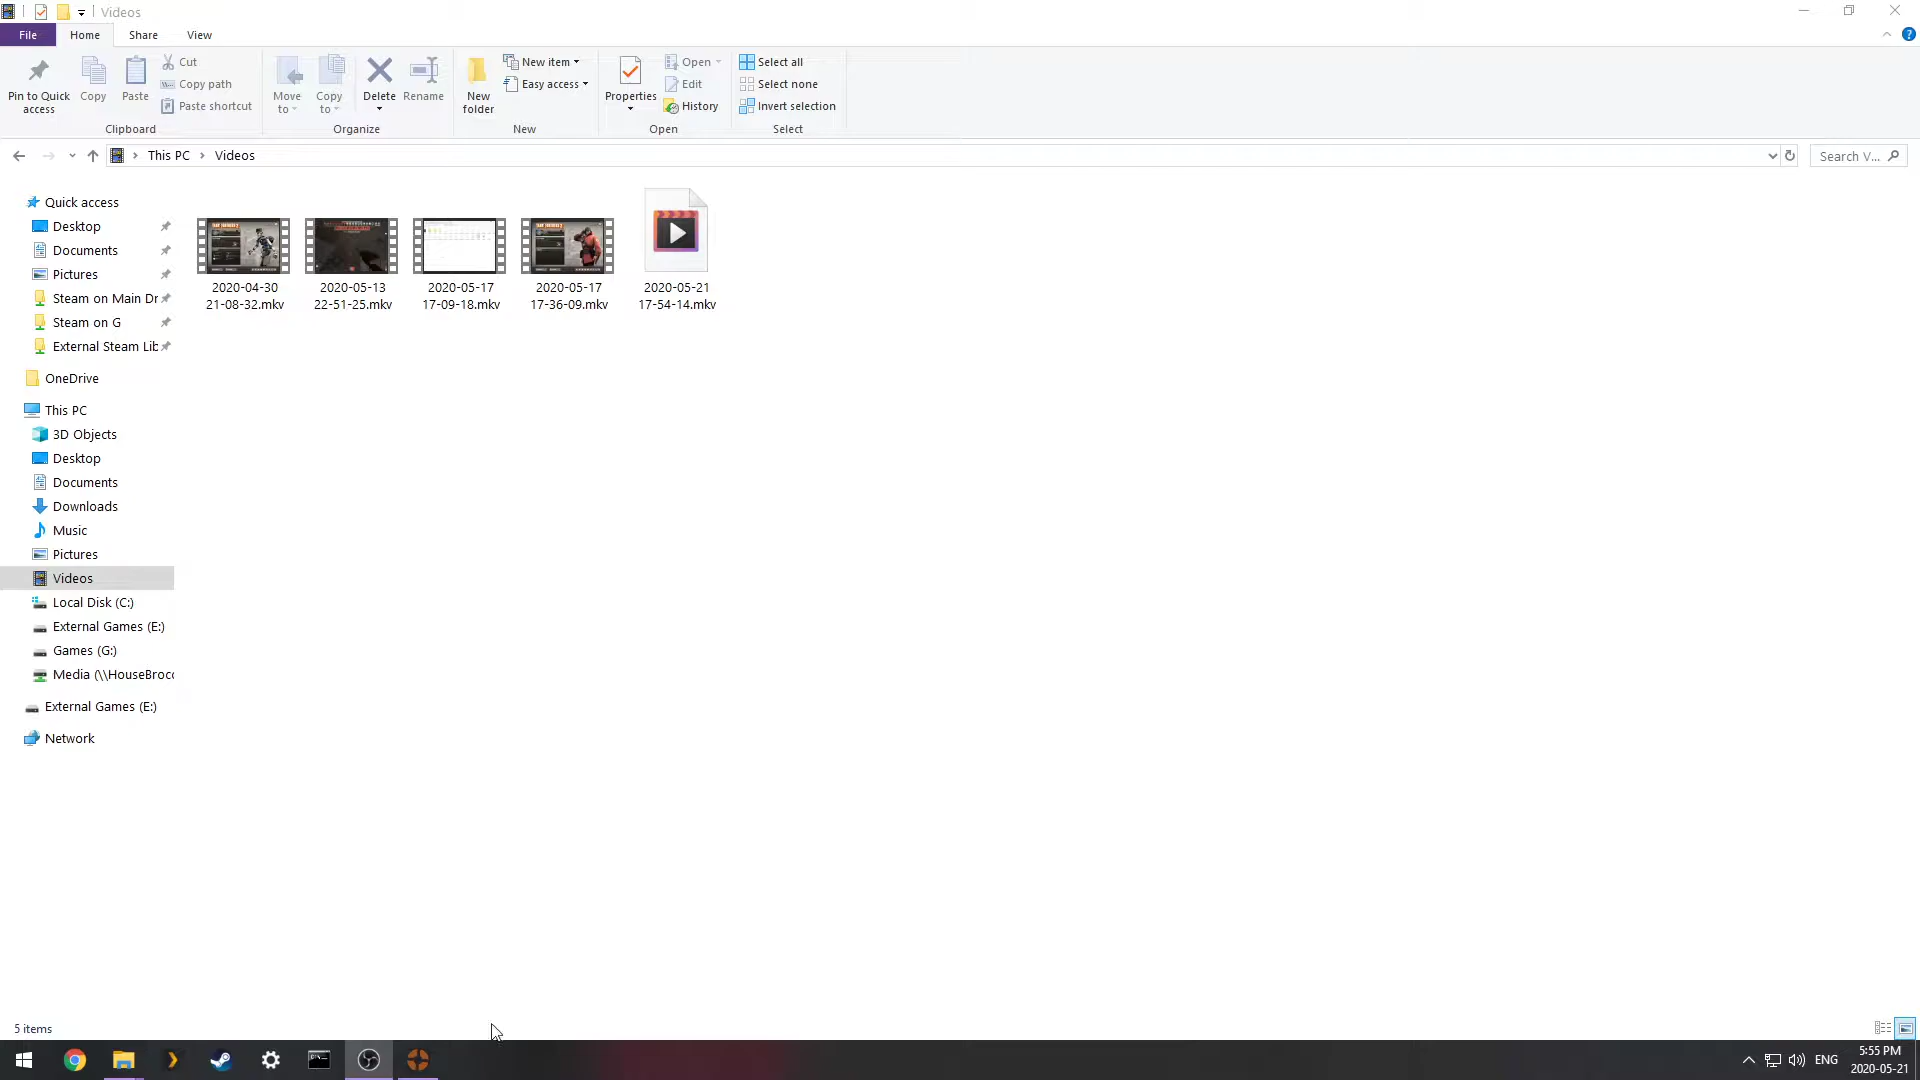 Videos
File
Home
Share
View
Pin to Quick access
Copy
Paste
Cut
Copy path
Paste shortcut
Clipboard
Move to
Copy to
Delete
Rename
Organize
New folder
New item
Easy access
New
Properties
Open
Edit
History
Open
Select all
Select none
Invert selection
Select
This PC
Videos
Search V...
Quick access
Desktop
Documents
Pictures
Steam on Main Dr
Steam on G
External Steam Lib
OneDrive
This PC
3D Objects
Desktop
Documents
Downloads
Music
Pictures
Videos
Local Disk (C:)
External Games (E:)
Games (G:)
Media (\\HouseBroc
External Games (E:)
Network
2020-04-30
21-08-32.mkv
2020-05-13
22-51-25.mkv
2020-05-17
17-09-18.mkv
2020-05-17
17-36-09.mkv
2020-05-21
17-54-14.mkv
5 items
ENG
5:55 PM
2020-05-21